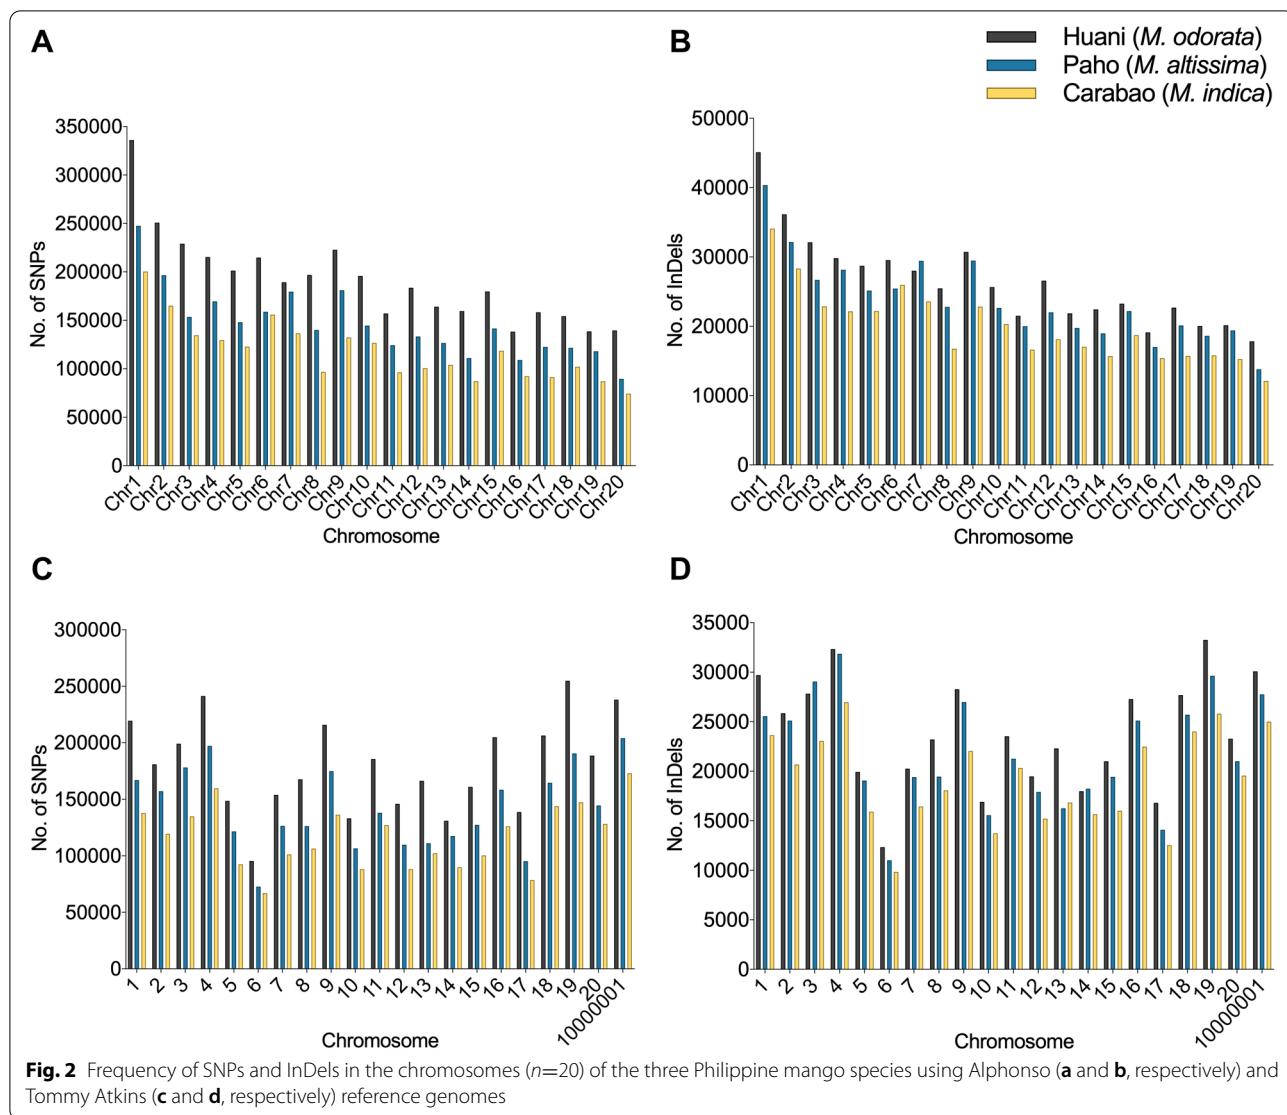 A
B
Huani (M. odorata)
Paho (M. altissima)
Carabao (M. indica)
350000
300000
250000
200000
150000
100000
50000
0
No. of SNPs
Chr1 Chr2 Chr3 Chr4 Chr5 Chr6 Chr7 Chr8 Chr9 Chr10 Chr11 Chr12 Chr13 Chr14 Chr15 Chr16 Chr17 Chr18 Chr19 Chr20
Chromosome
50000
40000
30000
20000
10000
0
No. of InDels
Chr1 Chr2 Chr3 Chr4 Chr5 Chr6 Chr7 Chr8 Chr9 Chr10 Chr11 Chr12 Chr13 Chr14 Chr15 Chr16 Chr17 Chr18 Chr19 Chr20
Chromosome
C
300000
250000
200000
150000
100000
50000
0
No. of SNPs
1 2 3 4 5 6 7 8 9 10 11 12 13 14 15 16 17 18 19 20 10000001
Chromosome
D
35000
30000
25000
20000
15000
10000
5000
0
No. of InDels
1 2 3 4 5 6 7 8 9 10 11 12 13 14 15 16 17 18 19 20 10000001
Chromosome
Fig. 2 Frequency of SNPs and InDels in the chromosomes (n=20) of the three Philippine mango species using Alphonso (a and b, respectively) and
Tommy Atkins (c and d, respectively) reference genomes